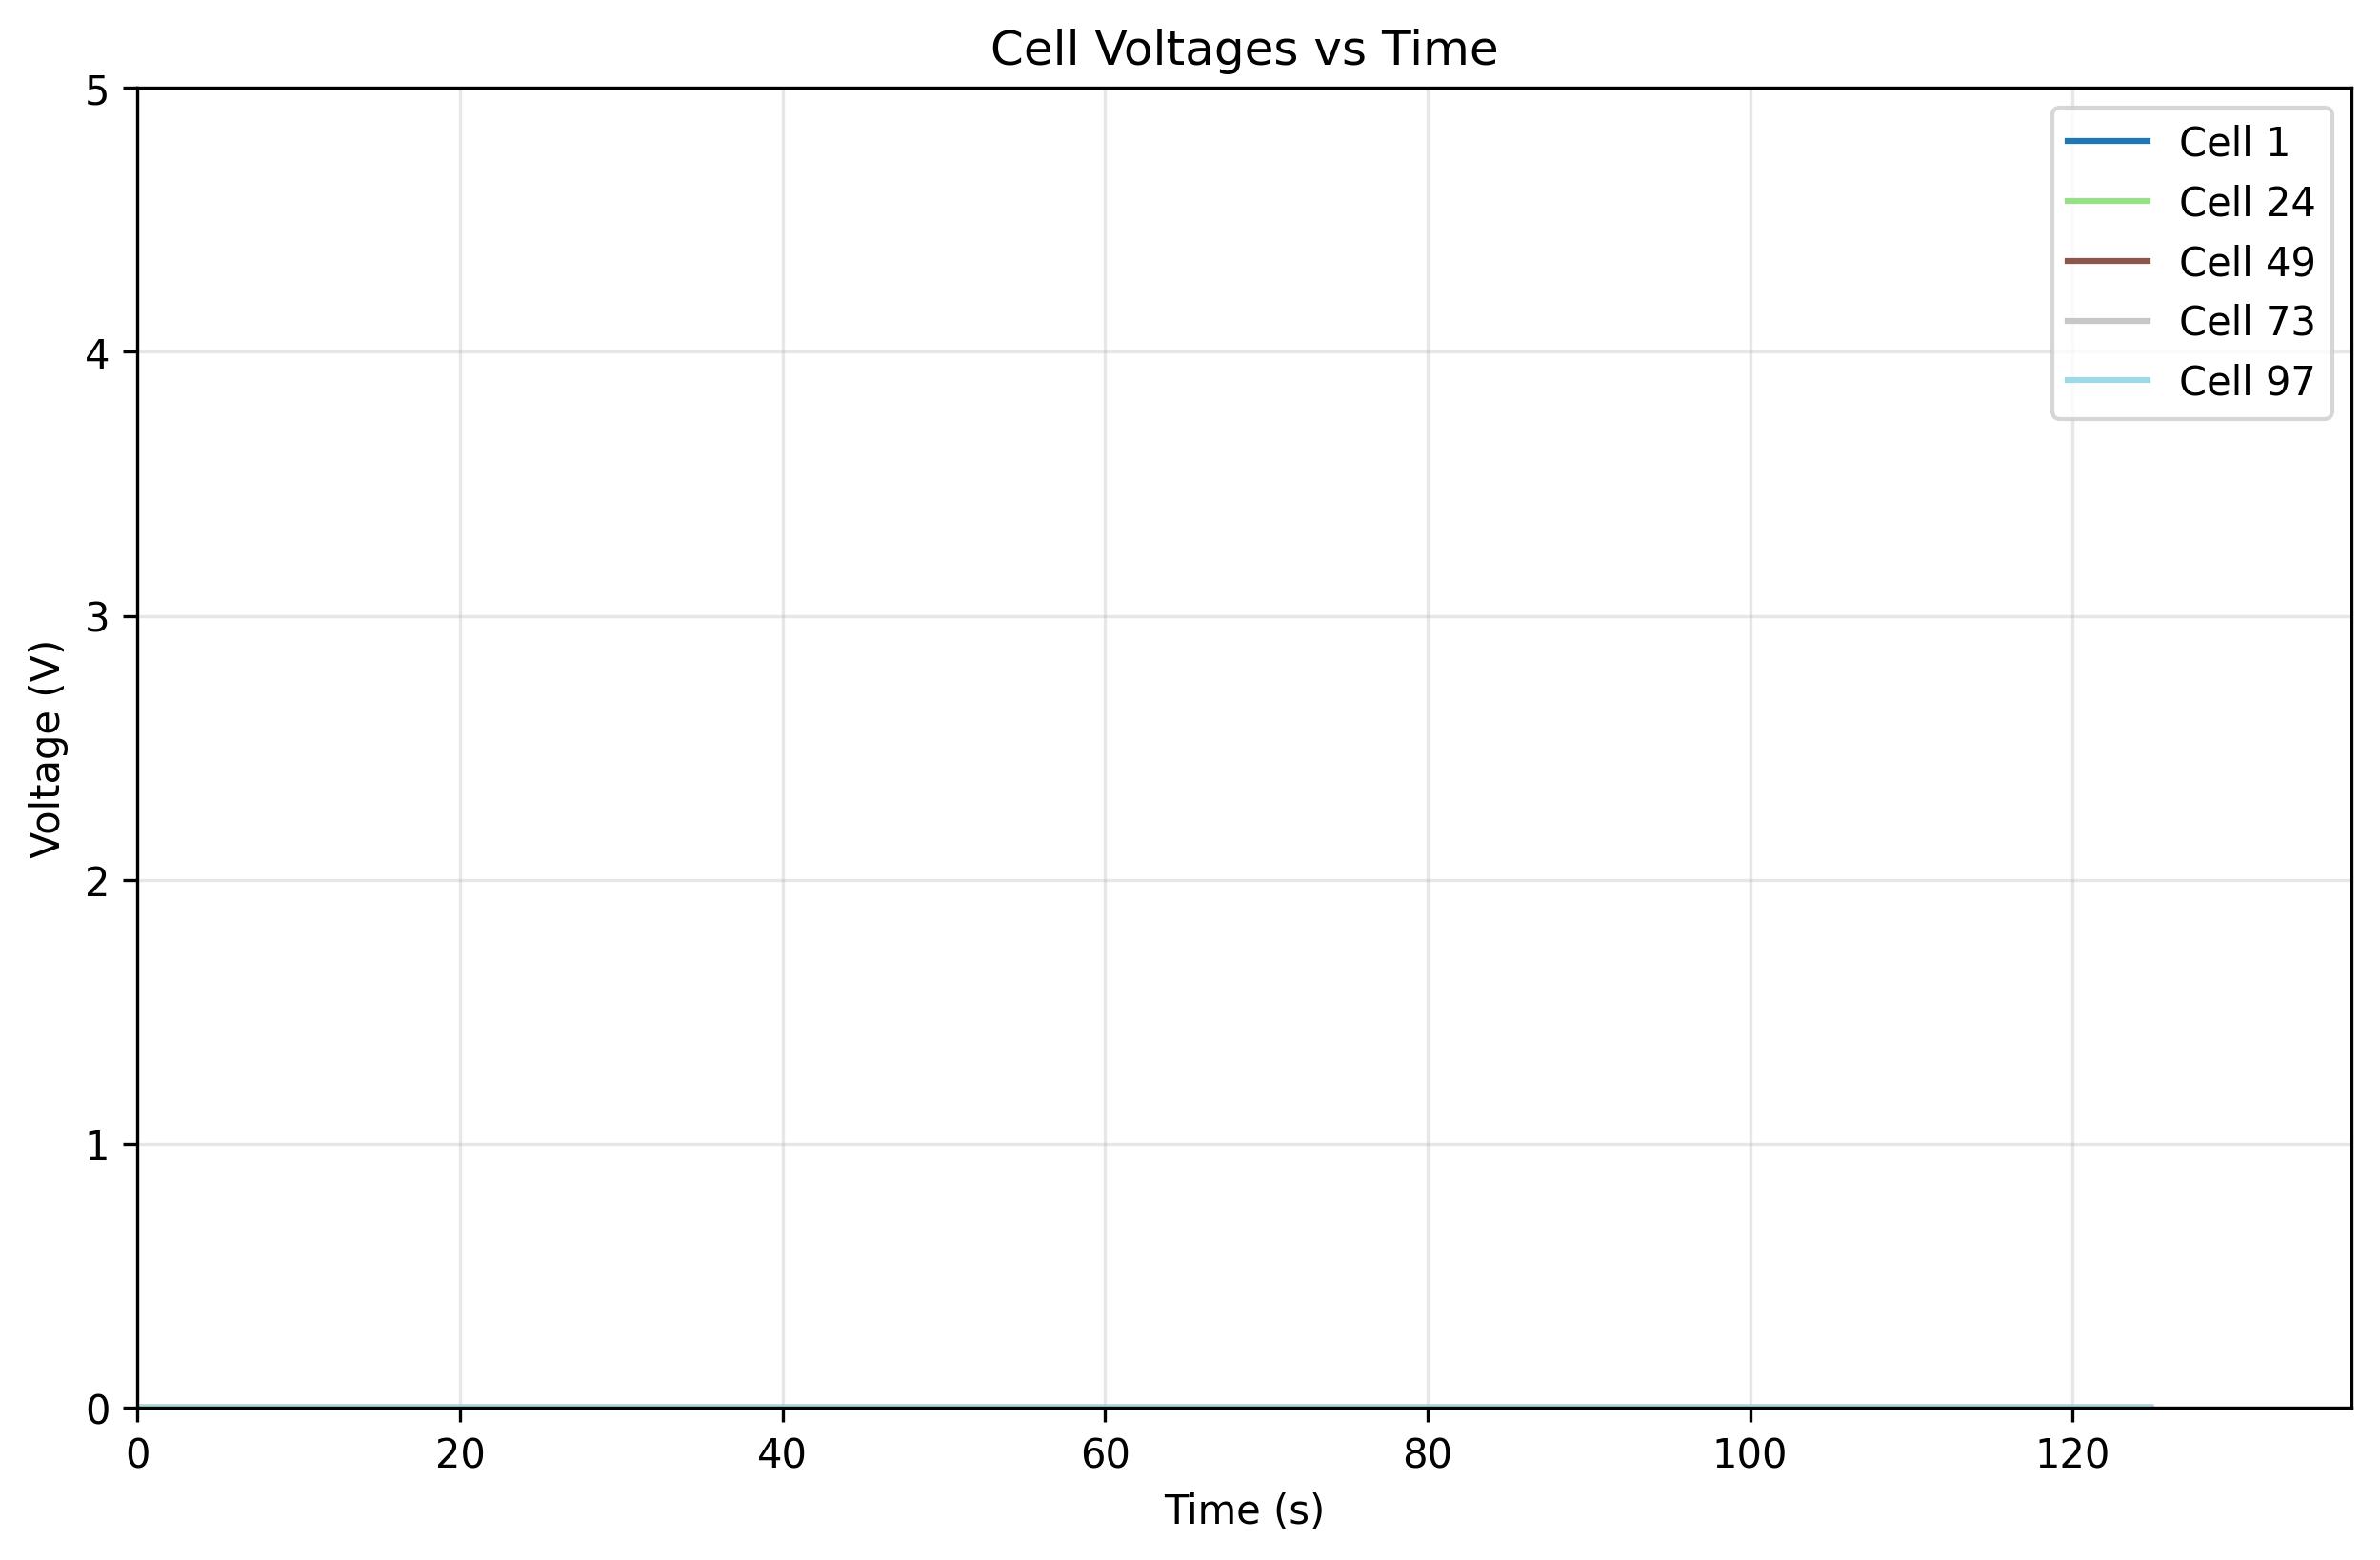 Cell Voltages vs Time
5
4
3
2
1
0
Voltage (V)
Cell 1
Cell 24
Cell 49
Cell 73
Cell 97
0 20 40 60 80 100 120
Time (s)